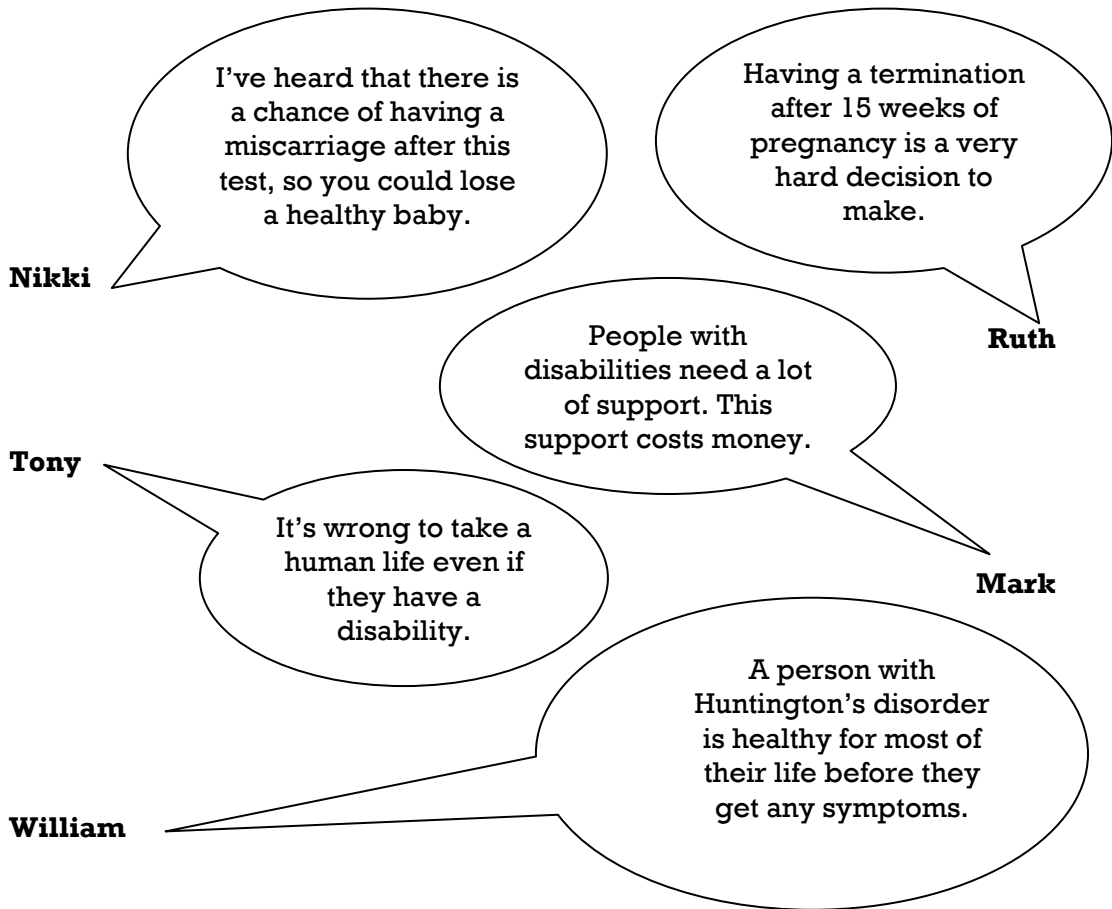 I’ve heard that there is
a chance of having a
miscarriage after this
test, so you could lose
a healthy baby.
Nikki
Having a termination
after 15 weeks of
pregnancy is a very
hard decision to
make.
Ruth
People with
disabilities need a lot
of support. This
support costs money.
Mark
Tony
It’s wrong to take a
human life even if
they have a
disability.
A person with
Huntington’s disorder
is healthy for most of
their life before they
get any symptoms.
William